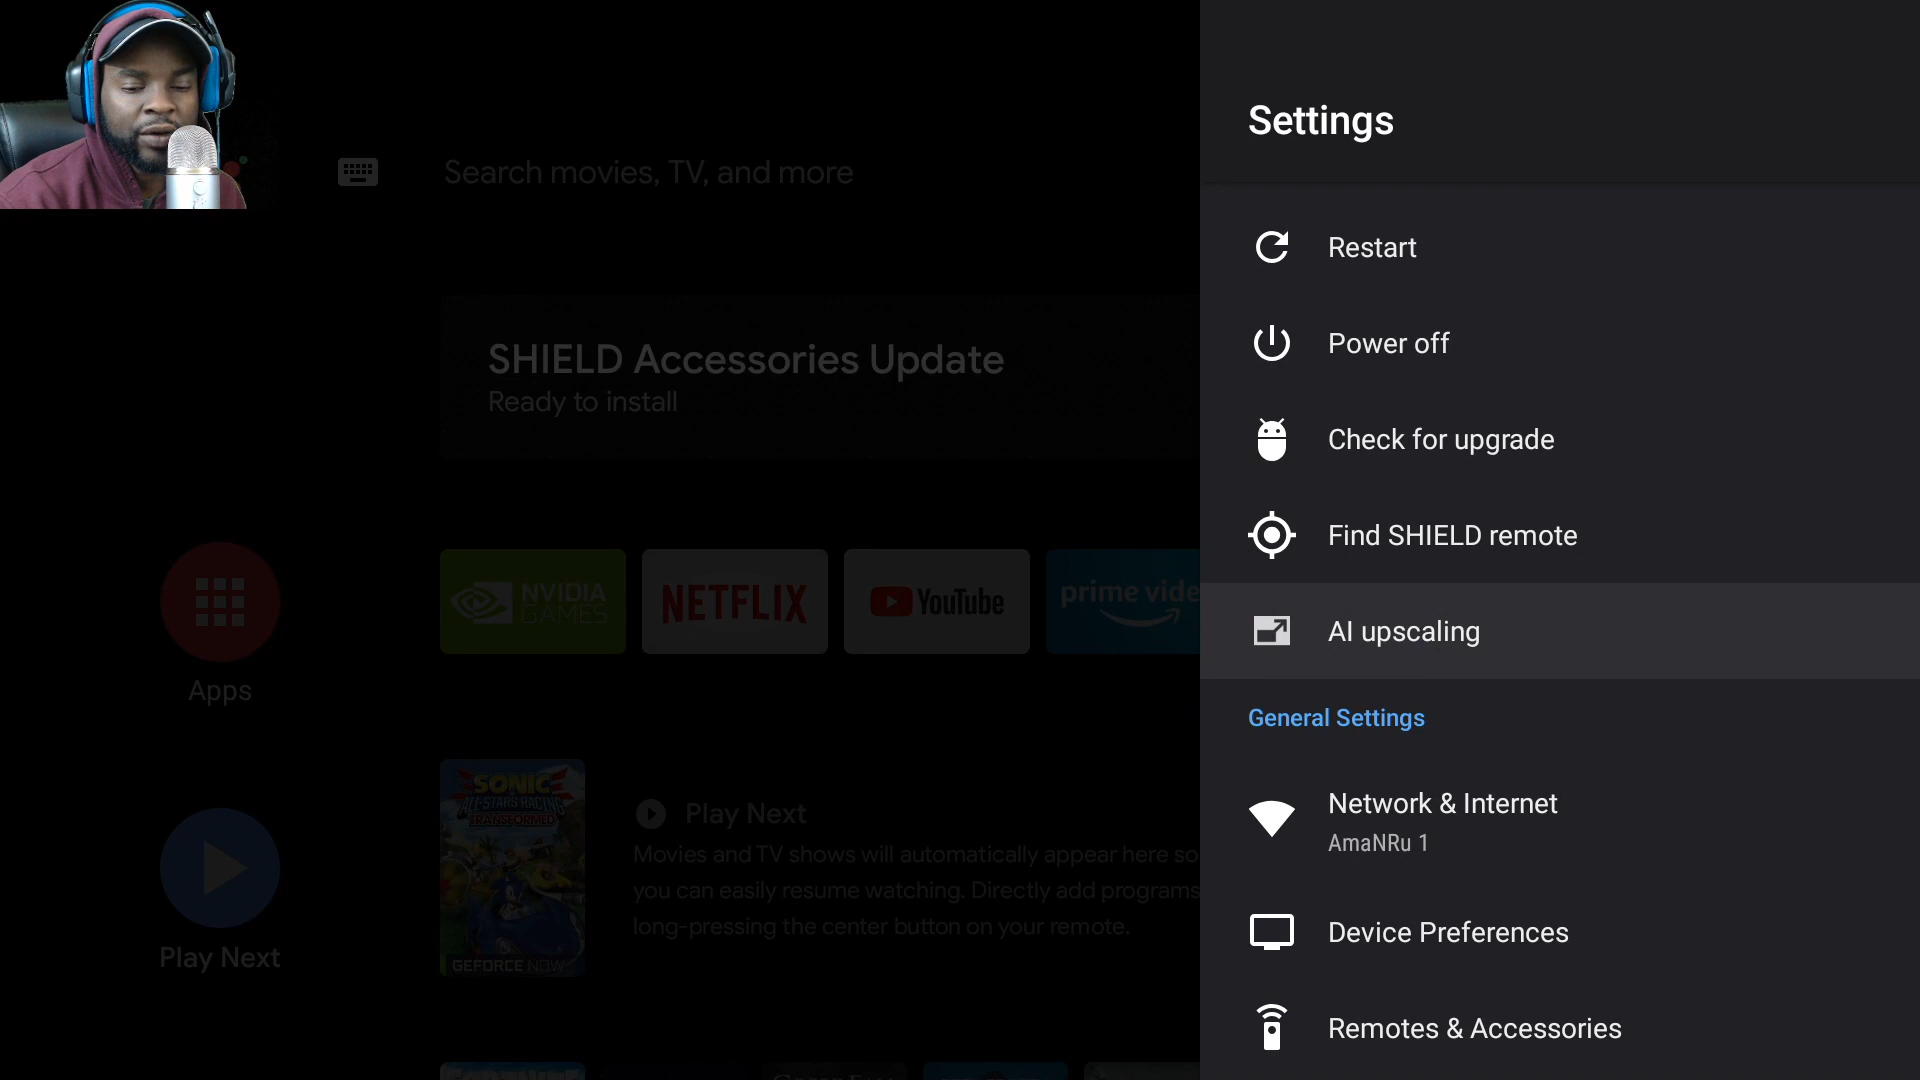 Search movies, TV, and more
SHIELD Accessories Update
Ready to install
NVIDIA
GAMES
NETFLIX
YouTube
prime vide
Apps
SONIC
ALL-STARS RACING
TRANSFORMED
GEFORCE NOW
Play Next
Movies and TV shows will automatically appear here so
you can easily resume watching. Directly add programs
long-pressing the center button on your remote.
Play Next
Settings
Restart
Power off
Check for upgrade
Find SHIELD remote
AI upscaling
General Settings
Network & Internet
AmaNRu 1
Device Preferences
Remotes & Accessories